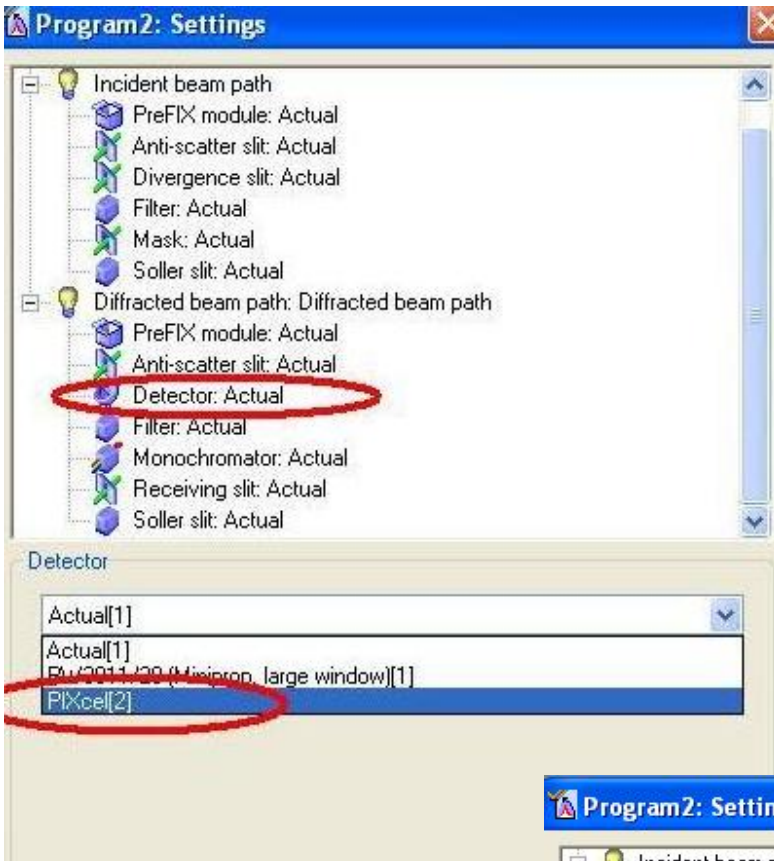 Program2: Settings
Incident beam path
PreFIX module: Actual
Anti-scatter slit: Actual
Divergence slit: Actual
Filter: Actual
Mask: Actual
Soller slit: Actual
Diffracted beam path: Diffracted beam path
PreFIX module: Actual
Anti-scatter slit: Actual
Detector: Actual
Filter: Actual
Monochromator: Actual
Receiving slit: Actual
Soller slit: Actual
Detector
Actual[1]
Actual[1]
(Miniprop, large window)[1]
PIXcel[2]
Program2: Settin